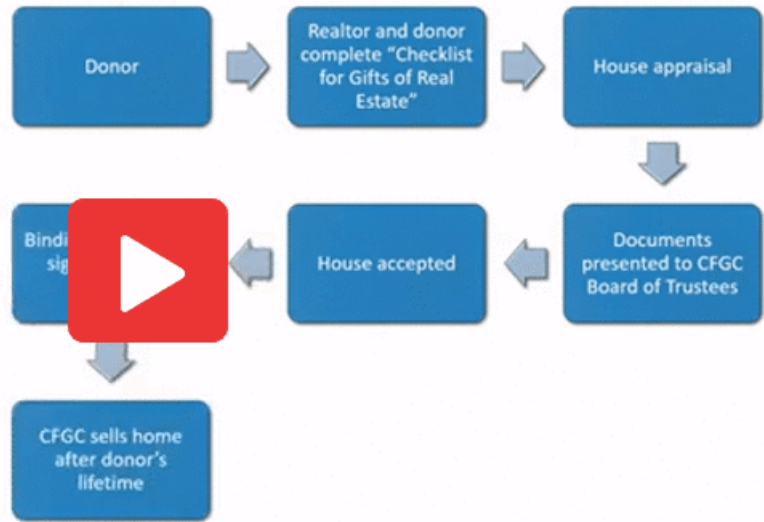 Donor
Realtor and donor
complete “Checklist
for Gifts of Real
Estate”
House appraisal
Documents
presented to CFGC
Board of Trustees
House accepted
CFGC sells home
after donor’s
lifetime